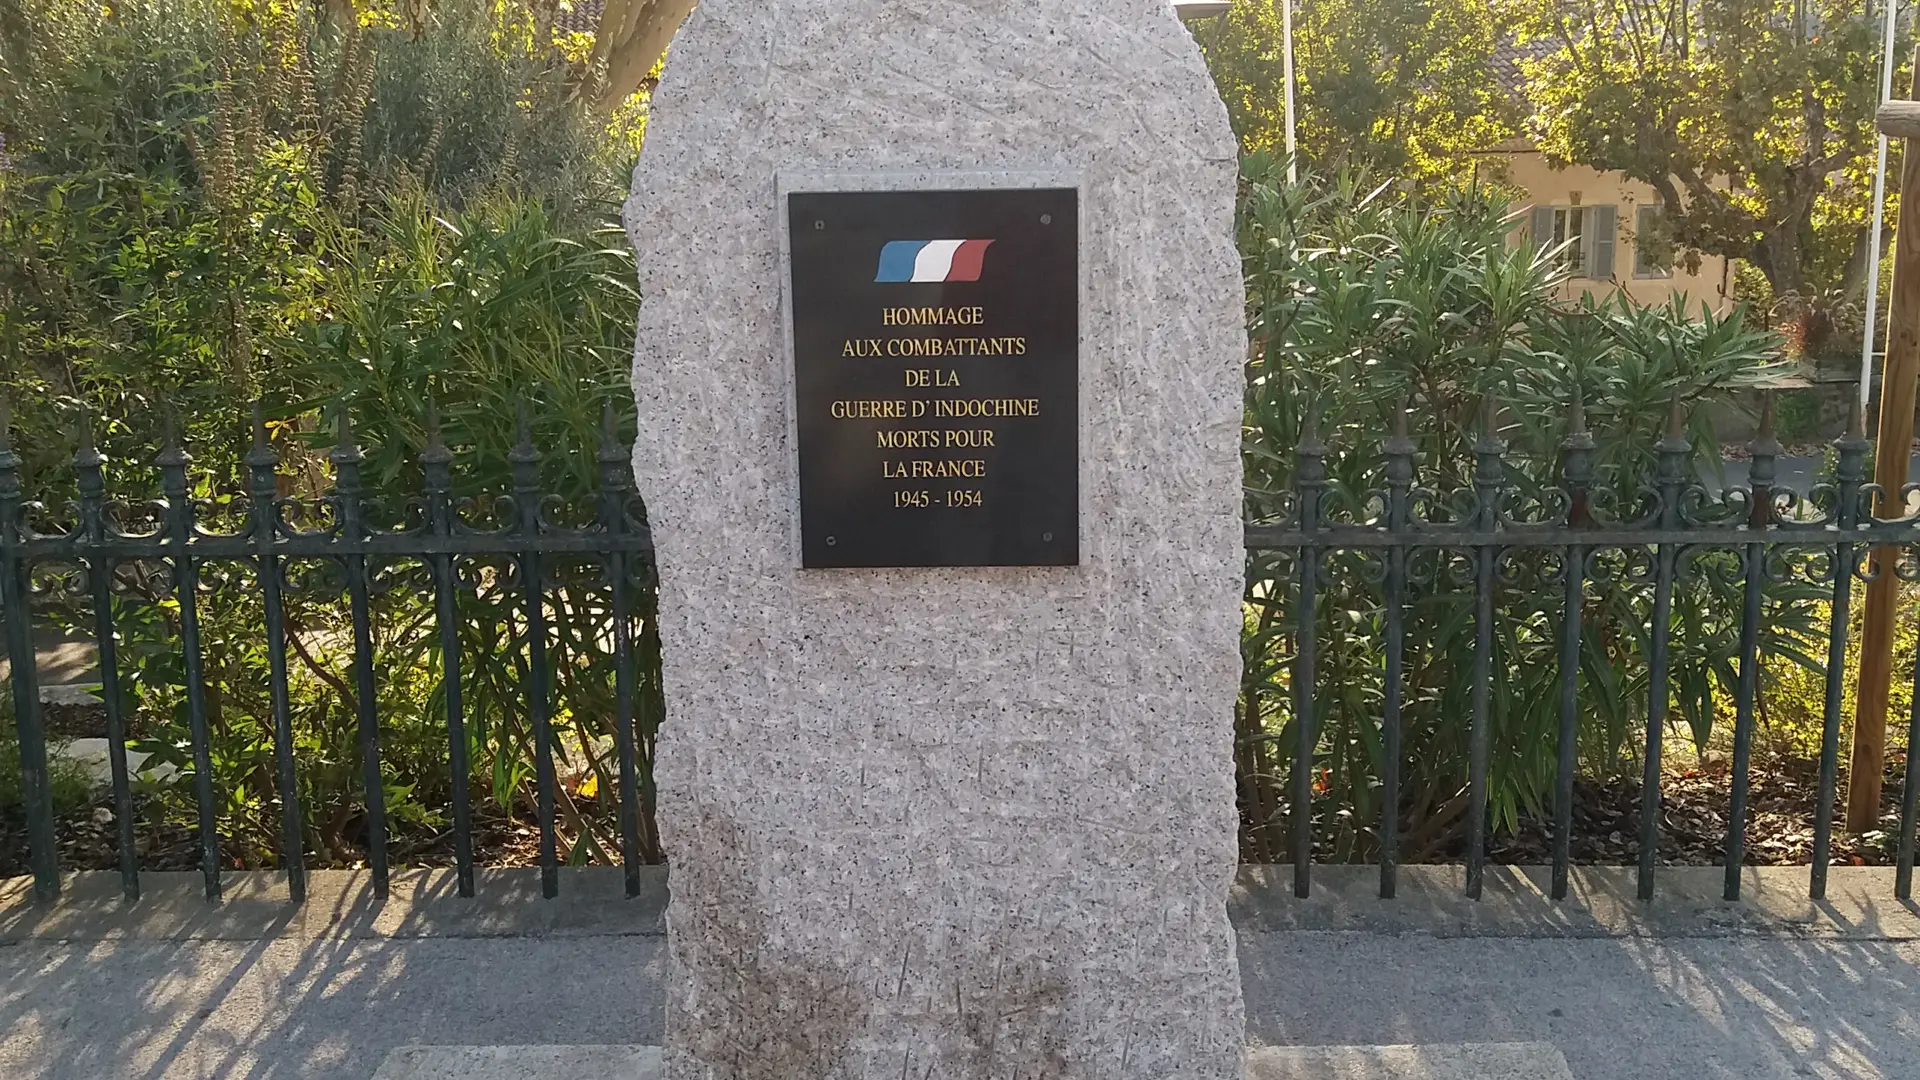 HOMMAGE
AUX COMBATTANTS
DE LA
GUERRE D' INDOCHINE
MORTS POUR
LA FRANCE
1945 - 1954